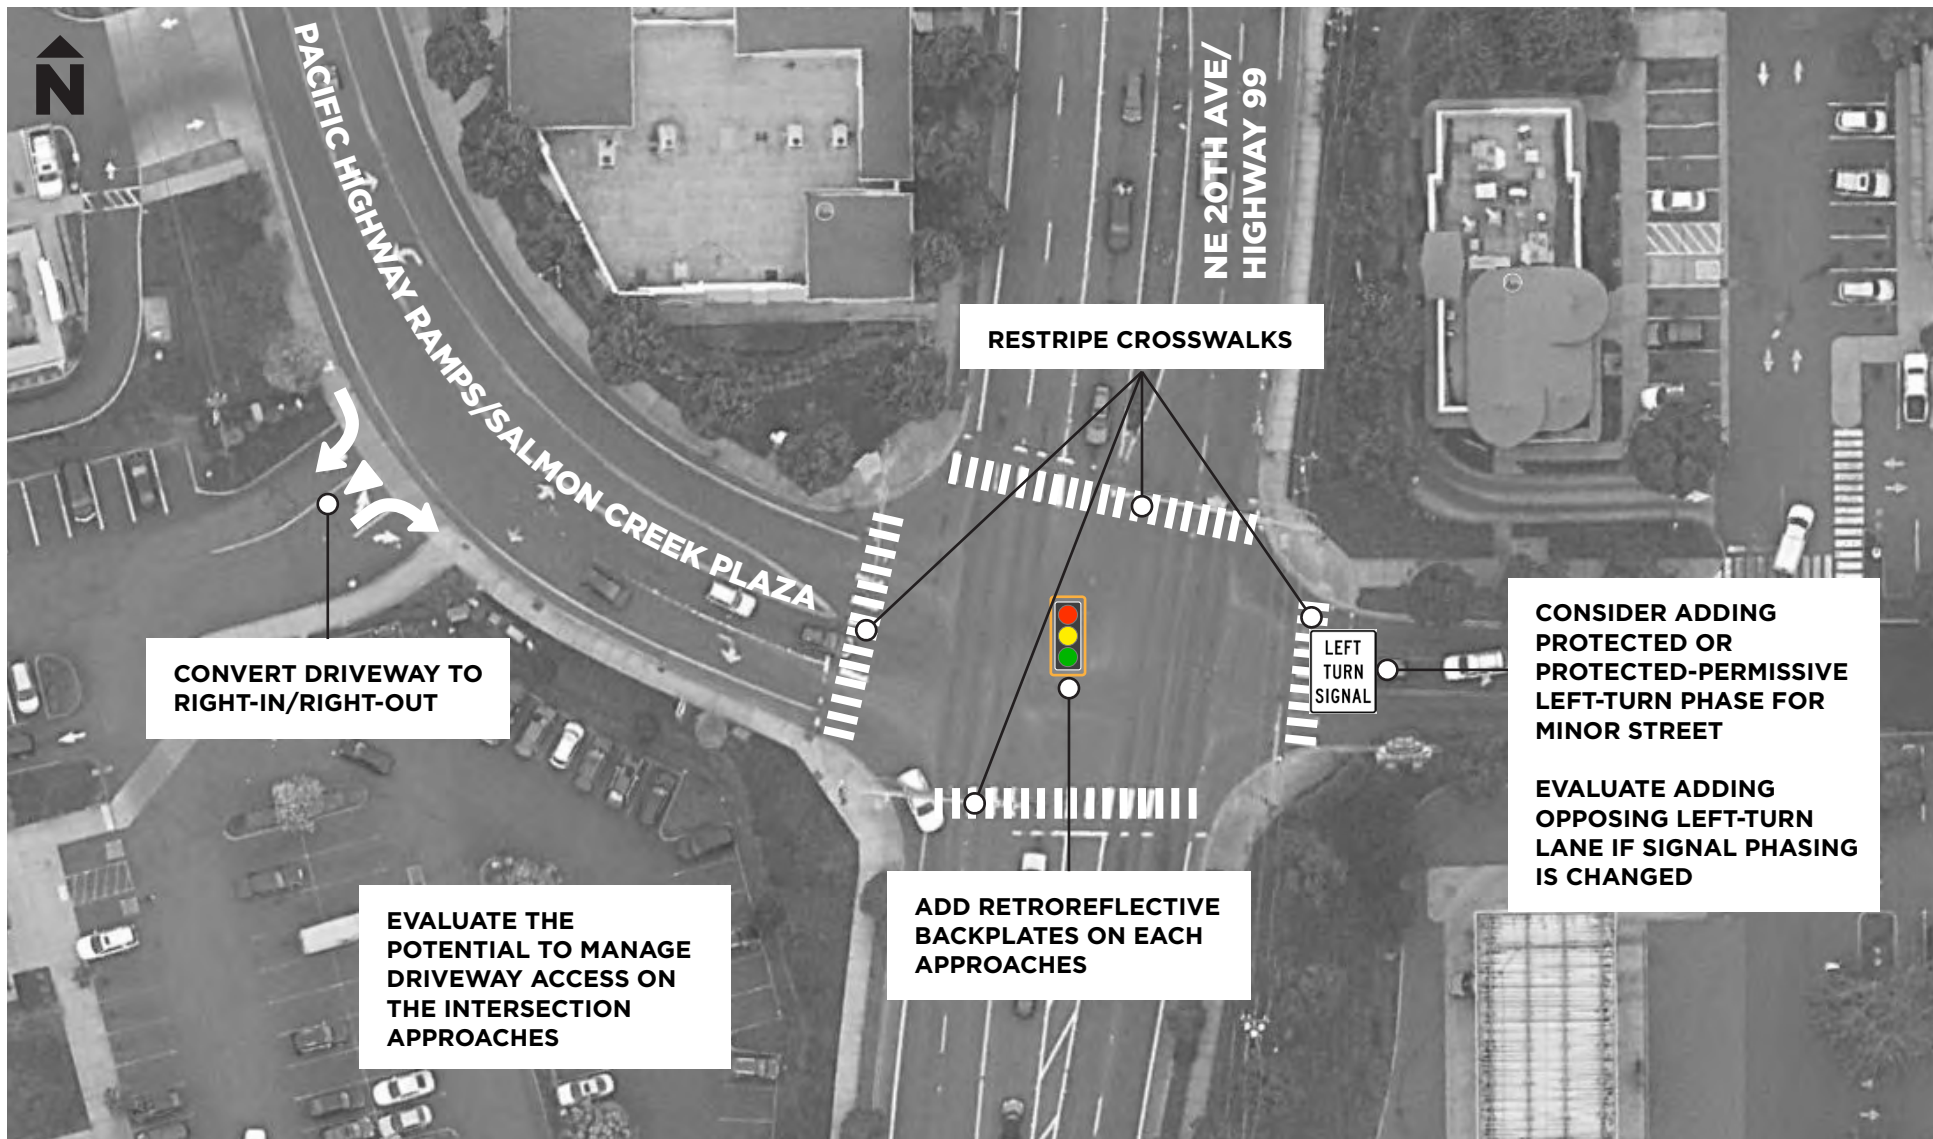 N
PACIFIC HIGHWAY RAMPS/SALMON CREEK PLAZA
NE 20TH AVE/
HIGHWAY 99
RESTRIPE CROSSWALKS
CONVERT DRIVEWAY TO
RIGHT-IN/RIGHT-OUT
LEFT
TURN
SIGNAL
CONSIDER ADDING
PROTECTED OR
PROTECTED-PERMISSIVE
LEFT-TURN PHASE FOR
MINOR STREET
EVALUATE ADDING
OPPOSING LEFT-TURN
LANE IF SIGNAL PHASING
IS CHANGED
EVALUATE THE
POTENTIAL TO MANAGE
DRIVEWAY ACCESS ON
THE INTERSECTION
APPROACHES
ADD RETROREFLECTIVE
BACKPLATES ON EACH
APPROACHES